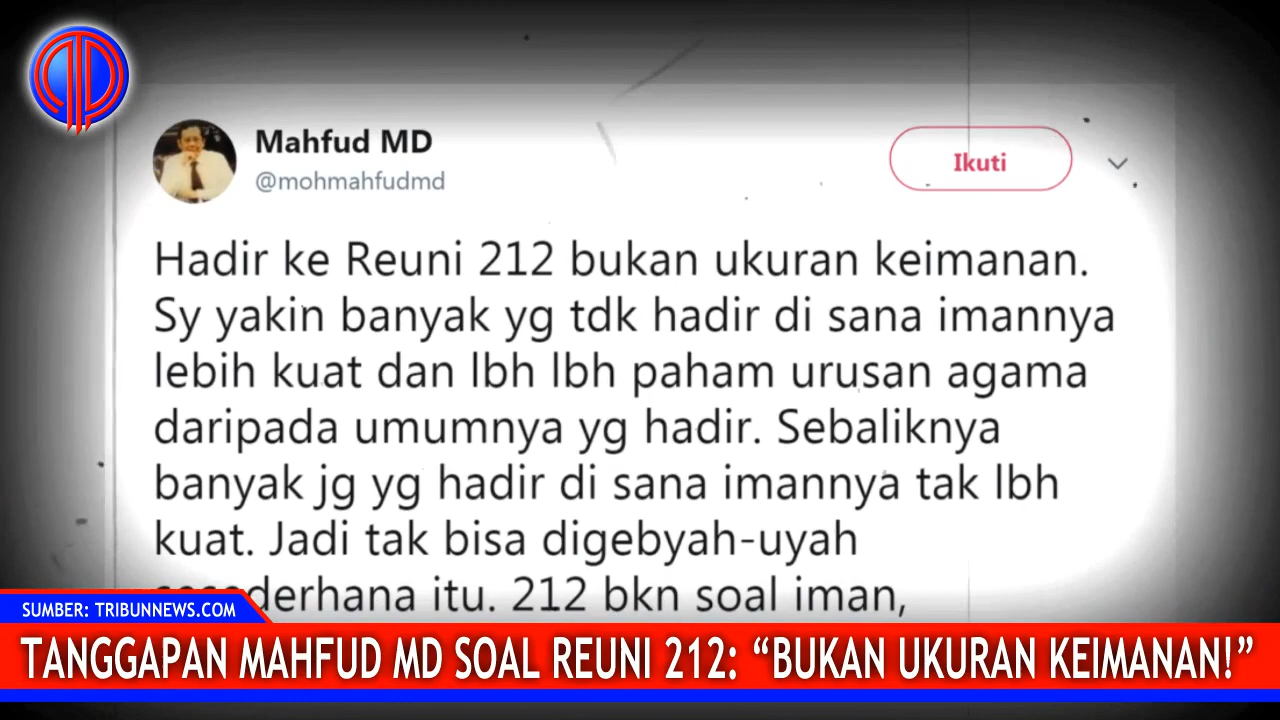 Mahfud MD
@mohmahfudmd
Ikuti
Hadir ke Reuni 212 bukan ukuran keimanan.
Sy yakin banyak yg tdk hadir di sana imannya
lebih kuat dan lbh lbh paham urusan agama
daripada umumnya yg hadir. Sebaliknya
banyak jg yg hadir di sana imannya tak lbh
kuat. Jadi tak bisa digebyah-uyah
sesederhana itu. 212 bkn soal iman,
SUMBER: TRIBUNNEWS.COM
TANGGAPAN MAHFUD MD SOAL REUNI 212: “BUKAN UKURAN KEIMANAN!”